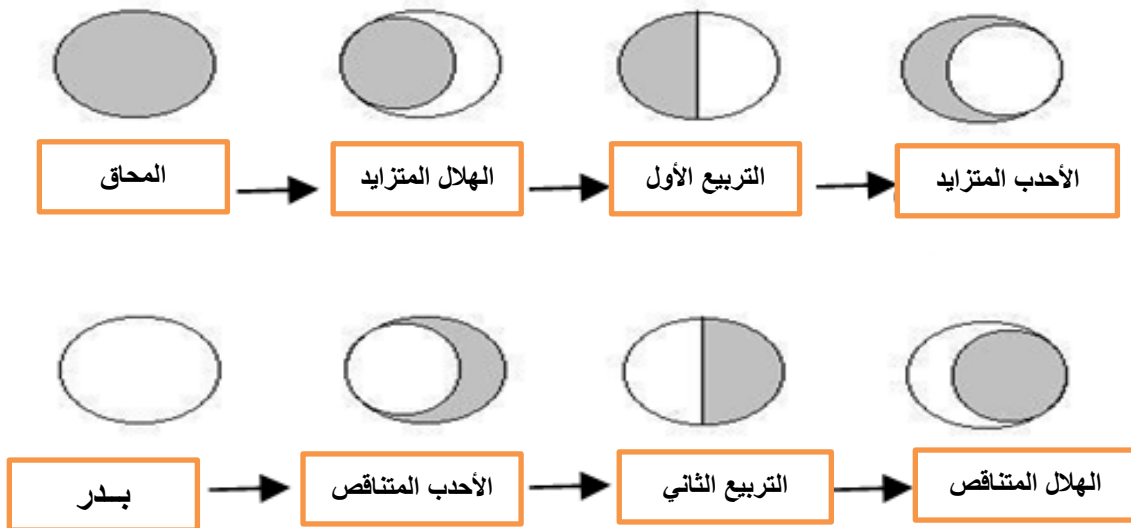 المحاق
الهلال المتزايد
التربيع الأول
الأحدب المتزايد
بــدر
الأحدب المتناقص
التربيع الثاني
الهلال المتناقص